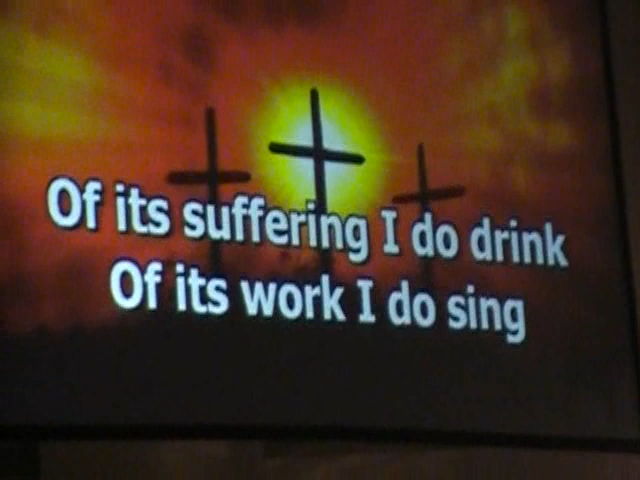 Of its suffering I do drink
Of its work I do sing